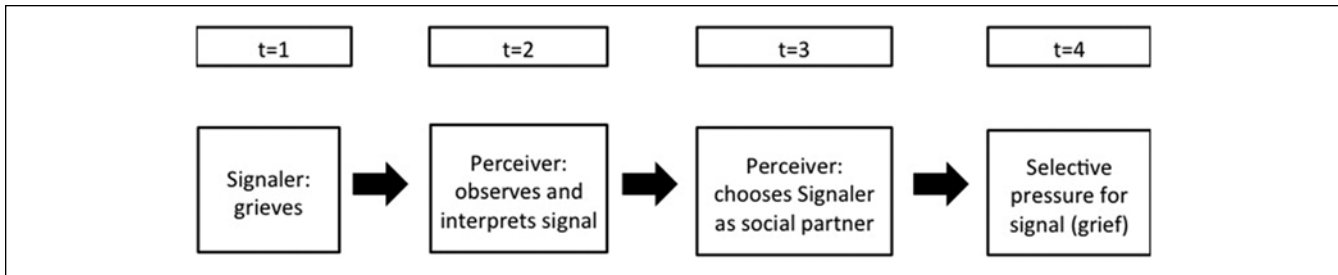 t=1
t=2
t=3
t=4
Signaler:
grieves
Perceiver:
observes and
interprets signal
Perceiver:
chooses Signaler
as social partner
Selective
pressure for
signal (grief)